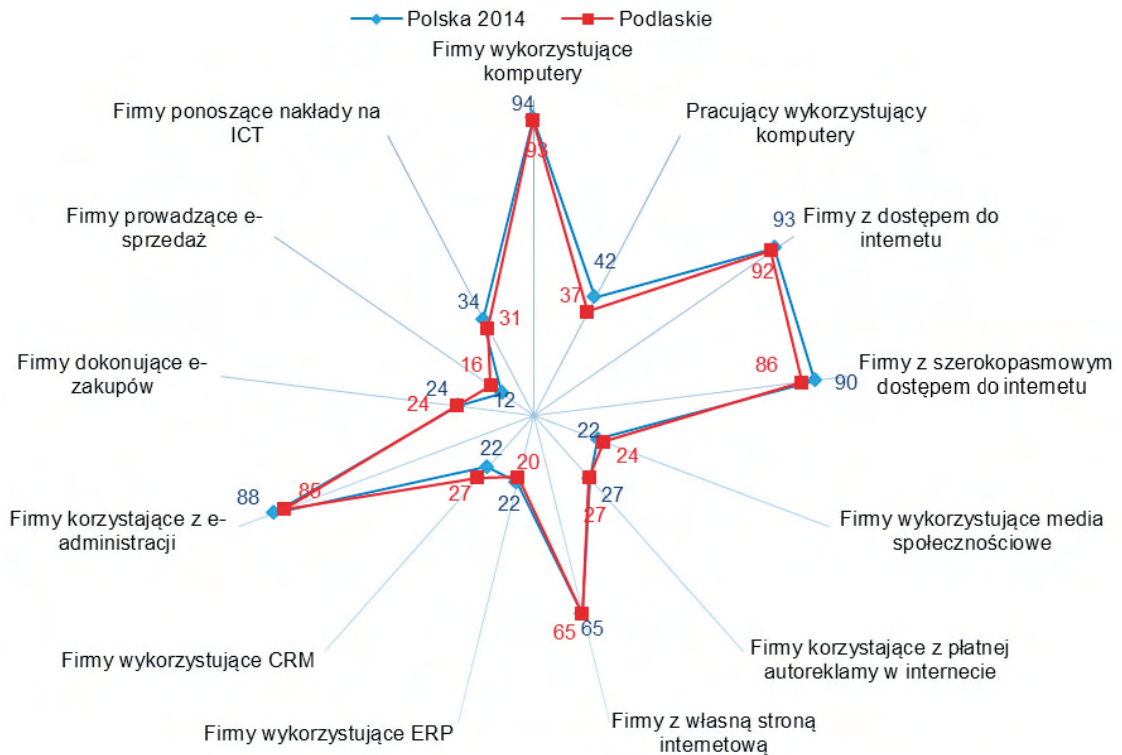 Polska 2014
Podlaskie
Firmy wykorzystujące
komputery
Firmy ponoszące nakłady na
ICT
Pracujący wykorzystujący
komputery
Firmy prowadzące e-
sprzedaż
Firmy z dostępem do
internetu
Firmy dokonujące e-
zakupów
Firmy z szerokopasmowym
dostępem do internetu
Firmy korzystające z e-
administracji
Firmy wykorzystujące media
społecznościowe
Firmy wykorzystujące CRM
Firmy korzystające z płatnej
autoreklamy w internecie
Firmy wykorzystujące ERP
Firmy z własną stroną
internetową
94
93
42
37
93
92
90
86
22
24
27
27
65
65
22
20
22
27
88
85
24
24
12
16
34
31